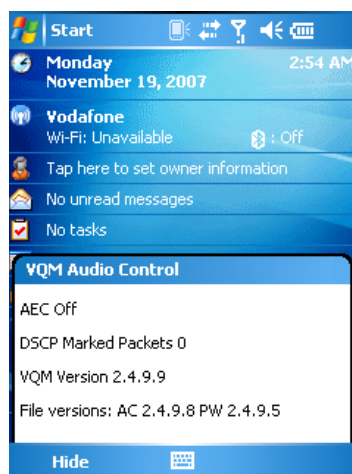 Start
Monday 2:54 AM
November 19, 2007
Vodafone
Wi-Fi: Unavailable : Off
Tap here to set owner information
No unread messages
No tasks
VQM Audio Control
AEC Off
DSCP Marked Packets 0
VQM Version 2.4.9.9
File versions: AC 2.4.9.8 PW 2.4.9.5
Hide